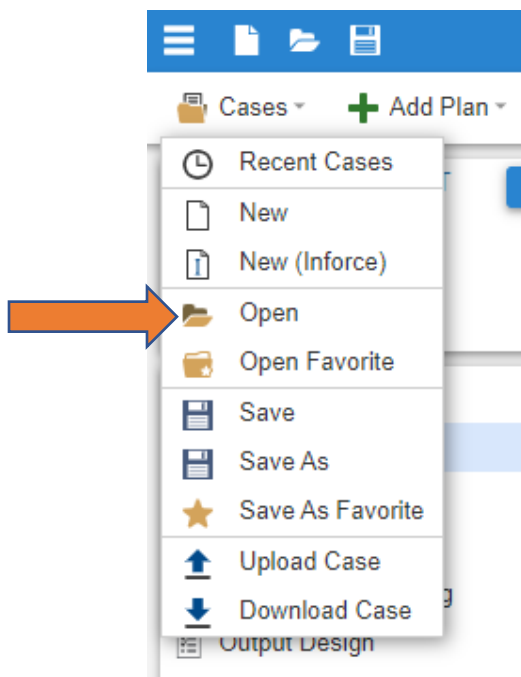 Cases
Add Plan
Recent Cases
New
New (Inforce)
Open
Open Favorite
Save
Save As
Save As Favorite
Upload Case
Download Case
Output Design